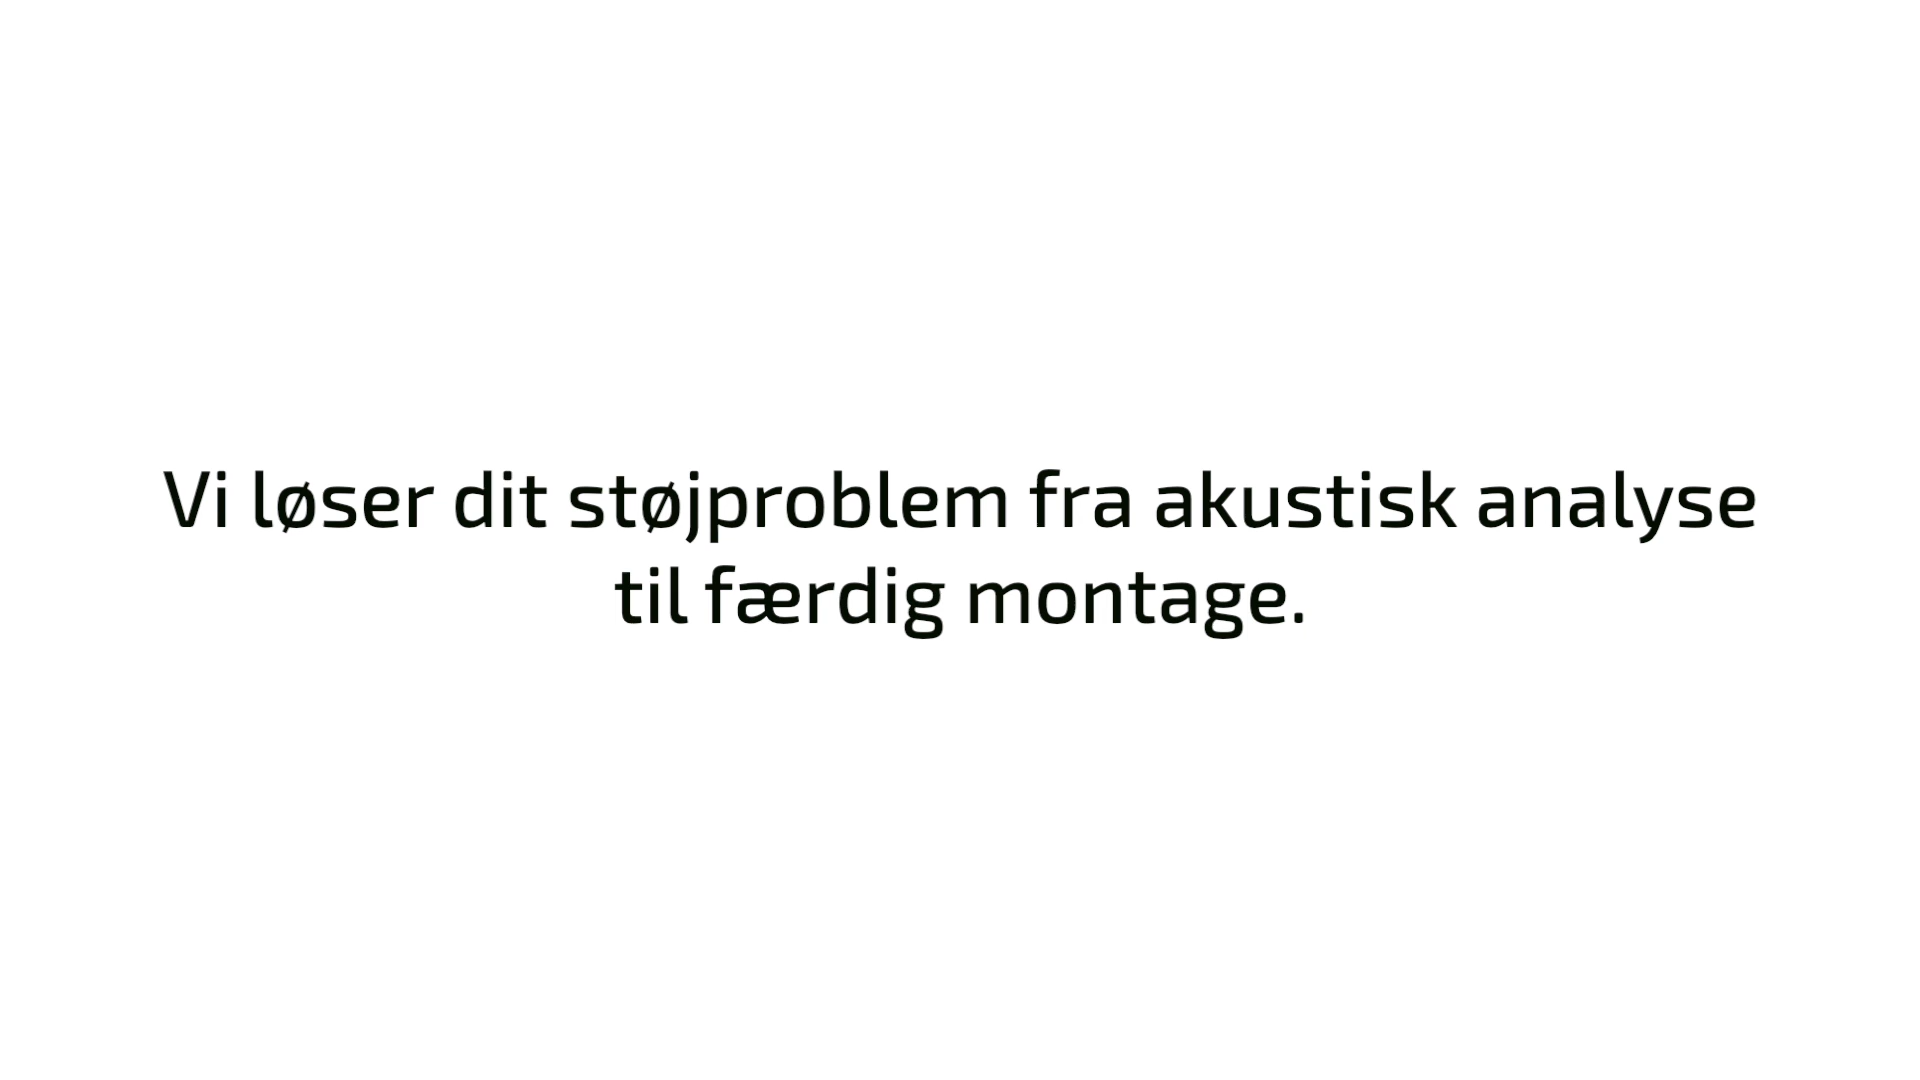 Vi løser dit støjproblem fra akustisk analyse
til færdig montage.